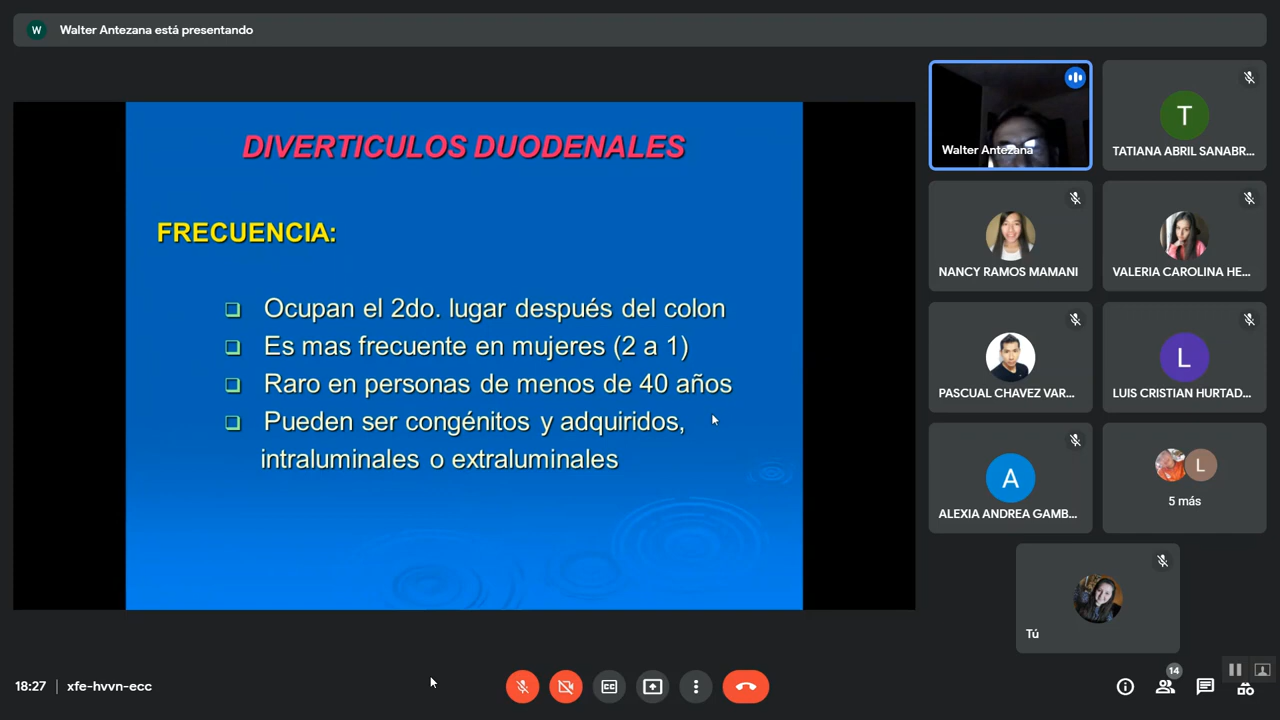 W Walter Antezana está presentando
DIVERTICULOS DUODENALES
FRECUENCIA:
Ocupan el 2do. lugar después del colon
Es mas frecuente en mujeres (2 a 1)
Raro en personas de menos de 40 años
Pueden ser congénitos y adquiridos,
intraluminales o extraluminales
Walter Antezana
T
TATIANA ABRIL SANABR...
NANCY RAMOS MAMANI
VALERIA CAROLINA HE...
PASCUAL CHAVEZ VAR...
L
LUIS CRISTIAN HURTAD...
A
ALEXIA ANDREA GAMB...
L
5 más
Tú
18:27 | xfe-hvvn-ecc
CC
14